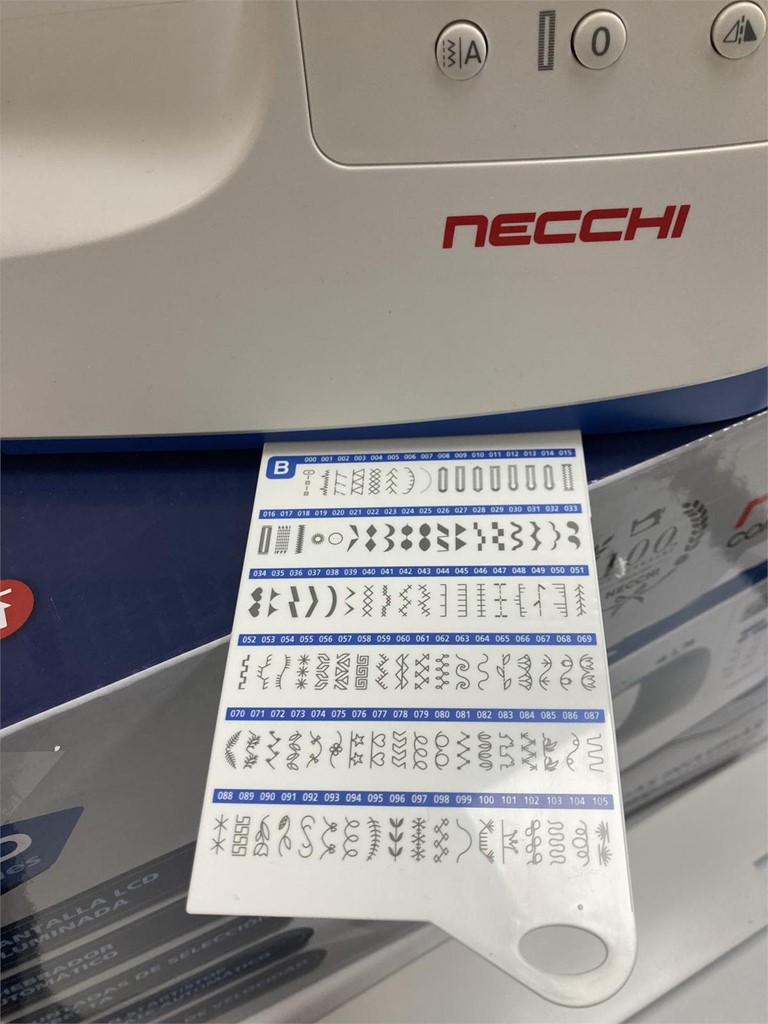 A
0
NECCHI
B 000 001 002 003 004 005 006 007 008 009 010 011 012 013 014 015
016 017 018 019 020 021 022 023 024 025 026 027 028 029 030 031 032 033
034 035 036 037 038 039 040 041 042 043 044 045 046 047 048 049 050 051
052 053 054 055 056 057 058 059 060 061 062 063 064 065 066 067 068 069
070 071 072 073 074 075 076 077 078 079 080 081 082 083 084 085 086 087
088 089 090 091 092 093 094 095 096 097 098 099 100 101 102 103 104 105
100
NECCHI
PANTALLA LCD
ILUMINADA
AUTOMÁTICO